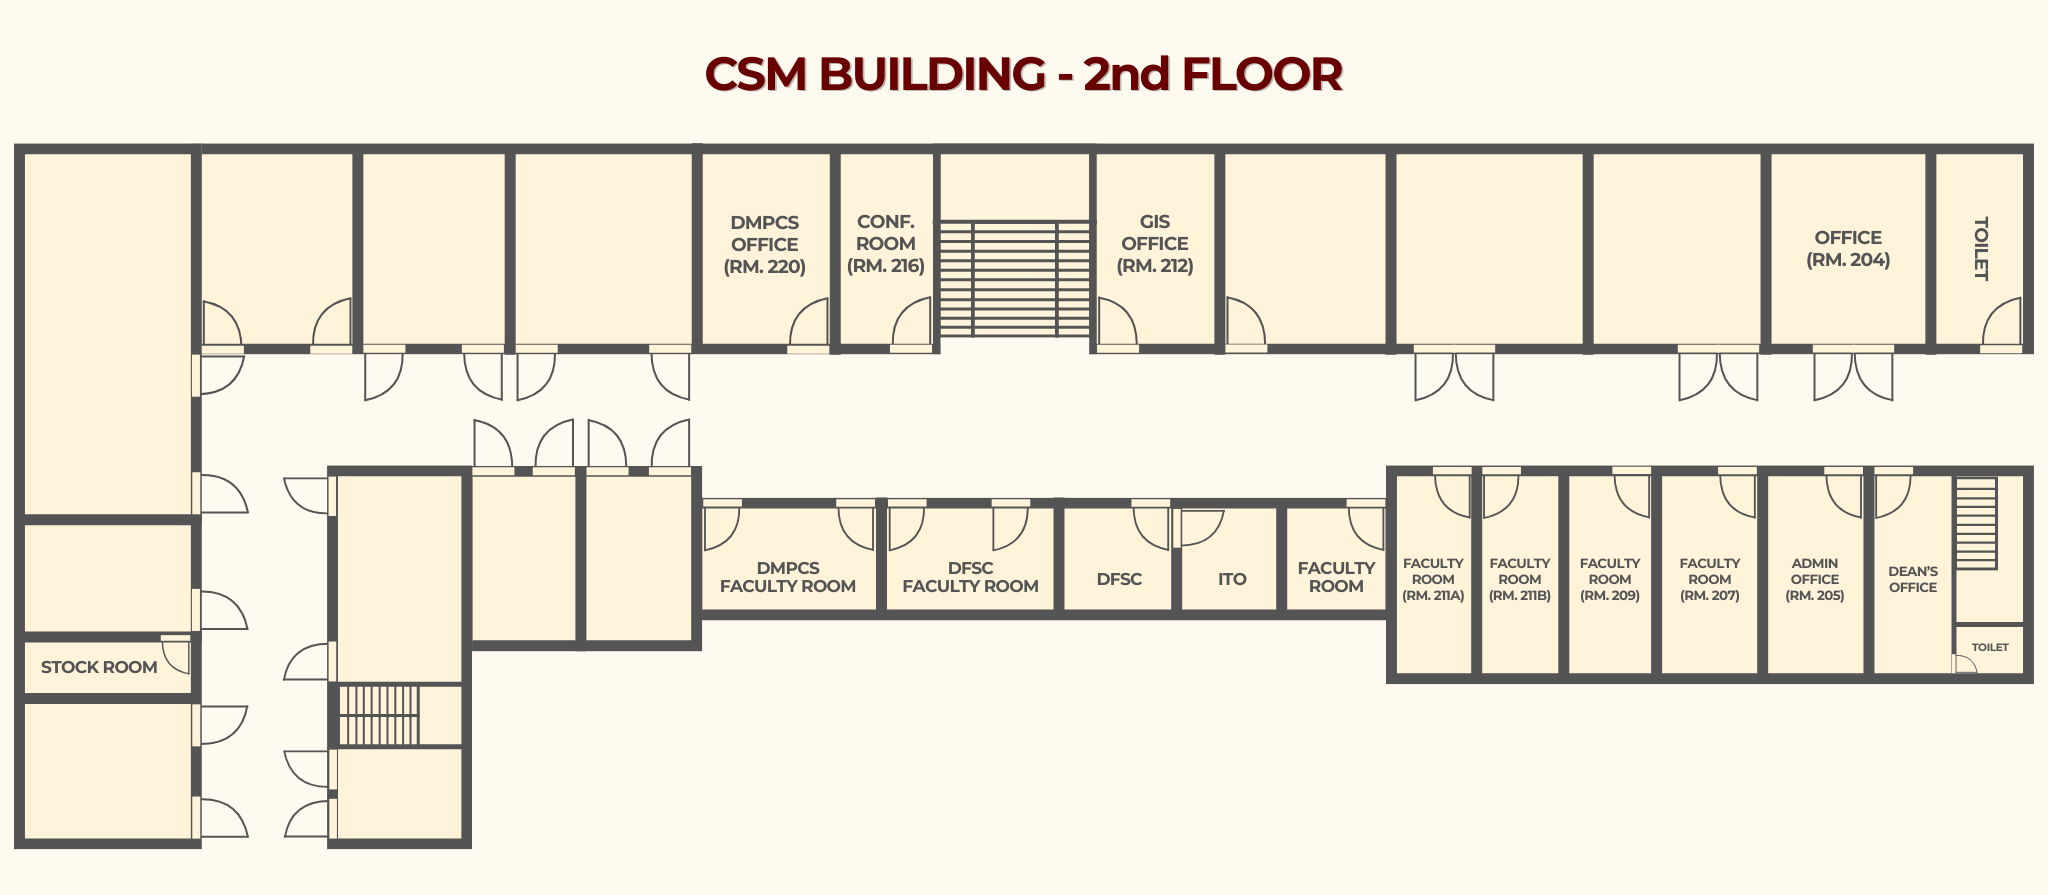 CSM BUILDING - 2nd FLOOR
DMPCS
OFFICE
(RM. 220)
CONF.
ROOM
(RM. 216)
GIS
OFFICE
(RM. 212)
OFFICE
(RM. 204)
TOILET
STOCK ROOM
DMPCS
FACULTY ROOM
DFSC
FACULTY ROOM
DFSC
ITO
FACULTY
ROOM
FACULTY
ROOM
(RM. 211A)
FACULTY
ROOM
(RM. 211B)
FACULTY
ROOM
(RM. 209)
FACULTY
ROOM
(RM. 207)
ADMIN
OFFICE
(RM. 205)
DEAN'S
OFFICE
TOILET